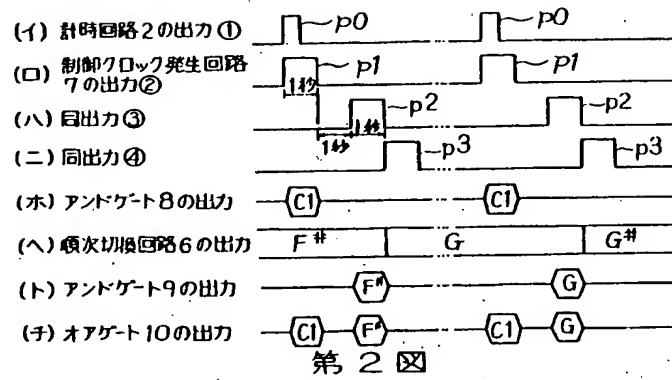 (イ) 計時回路2の出力① p0 p0
(ロ) 制御クロック発生回路7の出力② p1 1秒 p1
(ハ) 同出力③ 1秒 1秒 p2 p2
(ニ) 同出力④ p3 p3
(ホ) アンドゲート8の出力 C1 C1
(ヘ) 順次切換回路6の出力 F# G G#
(ト) アンドゲート9の出力 F# G
(チ) オアゲート10の出力 C1 F# C1 G
第2図